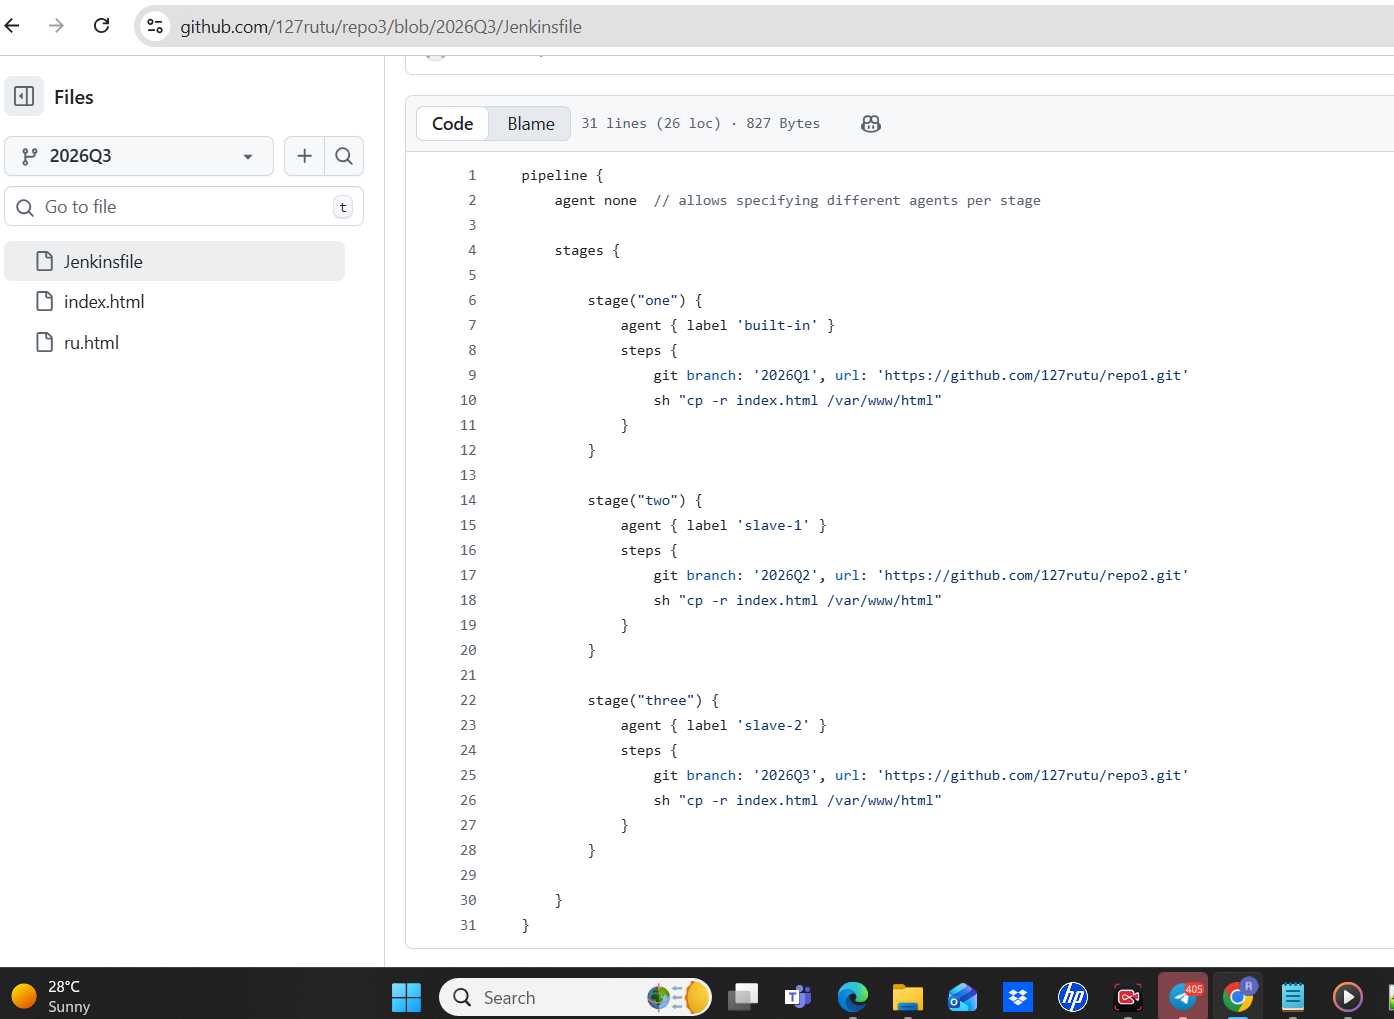 github.com/127rutu/repo3/blob/2026Q3/Jenkinsfile
Files
2026Q3
Go to file
t
Jenkinsfile
index.html
ru.html
Code
Blame
31 lines (26 loc) · 827 Bytes
1 pipeline {
2     agent none  // allows specifying different agents per stage
3
4     stages {
5
6         stage("one") {
7             agent { label 'built-in' }
8             steps {
9                 git branch: '2026Q1', url: 'https://github.com/127rutu/repo1.git'
10                 sh "cp -r index.html /var/www/html"
11             }
12         }
13
14         stage("two") {
15             agent { label 'slave-1' }
16             steps {
17                 git branch: '2026Q2', url: 'https://github.com/127rutu/repo2.git'
18                 sh "cp -r index.html /var/www/html"
19             }
20         }
21
22         stage("three") {
23             agent { label 'slave-2' }
24             steps {
25                 git branch: '2026Q3', url: 'https://github.com/127rutu/repo3.git'
26                 sh "cp -r index.html /var/www/html"
27             }
28         }
29
30     }
31 }
28°C
Sunny
Search
T
hp
405
R